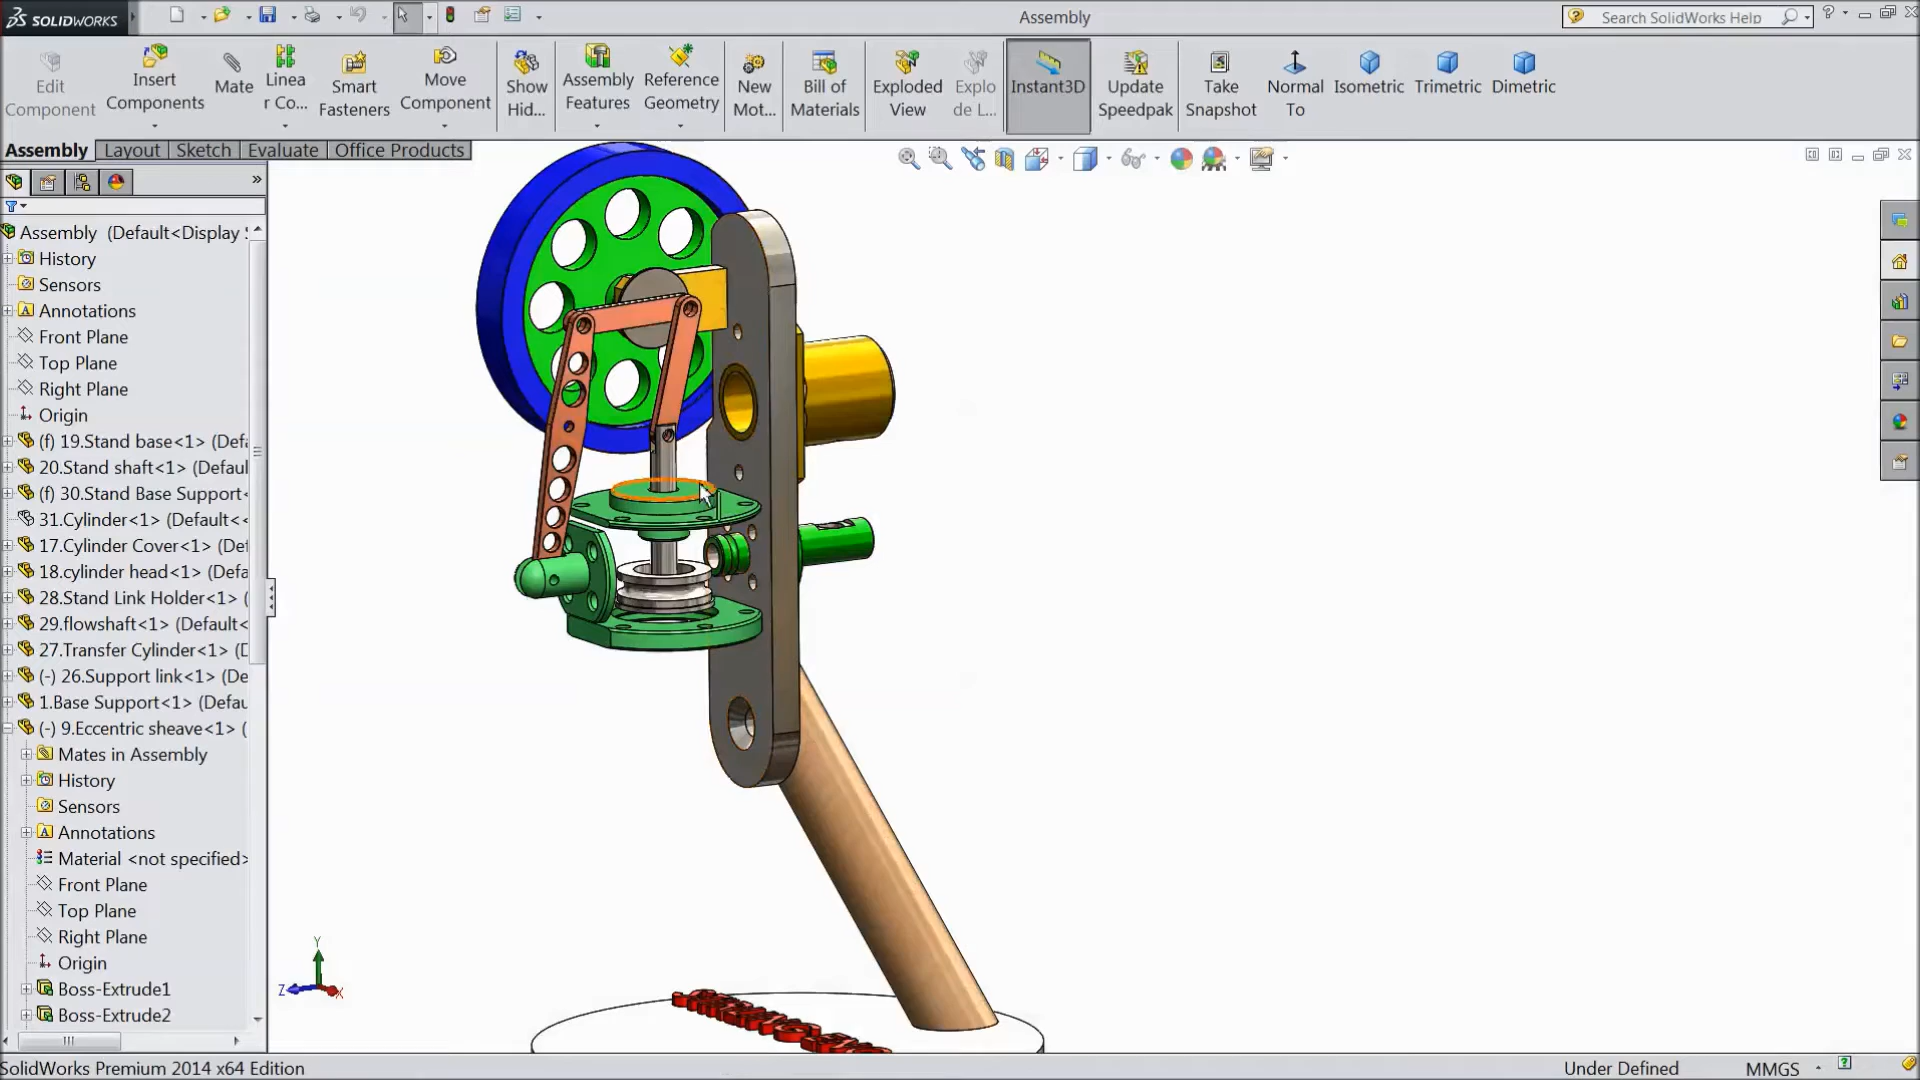 SOLIDWORKS
Assembly
Search SolidWorks Help
Edit Component
Insert Components
Mate
Linea r Co...
Smart Fasteners
Move Component
Show Hid...
Assembly Features
Reference Geometry
New Mot...
Bill of Materials
Exploded View
Explo de L...
Instant3D
Update Speedpak
Take Snapshot
Normal To
Isometric
Trimetric
Dimetric
Assembly
Layout
Sketch
Evaluate
Office Products
Assembly (Default<Display
History
Sensors
Annotations
Front Plane
Top Plane
Right Plane
Origin
(f) 19.Stand base<1> (Defa
20.Stand shaft<1> (Defaul
(f) 30.Stand Base Support<
31.Cylinder<1> (Default<<
17.Cylinder Cover<1> (Def
18.cylinder head<1> (Defa
28.Stand Link Holder<1> (
29.flowshaft<1> (Default<
27.Transfer Cylinder<1> (D
(-) 26.Support link<1> (De
1.Base Support<1> (Defau
(-) 9.Eccentric sheave<1> (
Mates in Assembly
History
Sensors
Annotations
Material <not specified>
Front Plane
Top Plane
Right Plane
Origin
Boss-Extrude1
Boss-Extrude2
Y
Z
X
SolidWorks Premium 2014 x64 Edition
Under Defined
MMGS